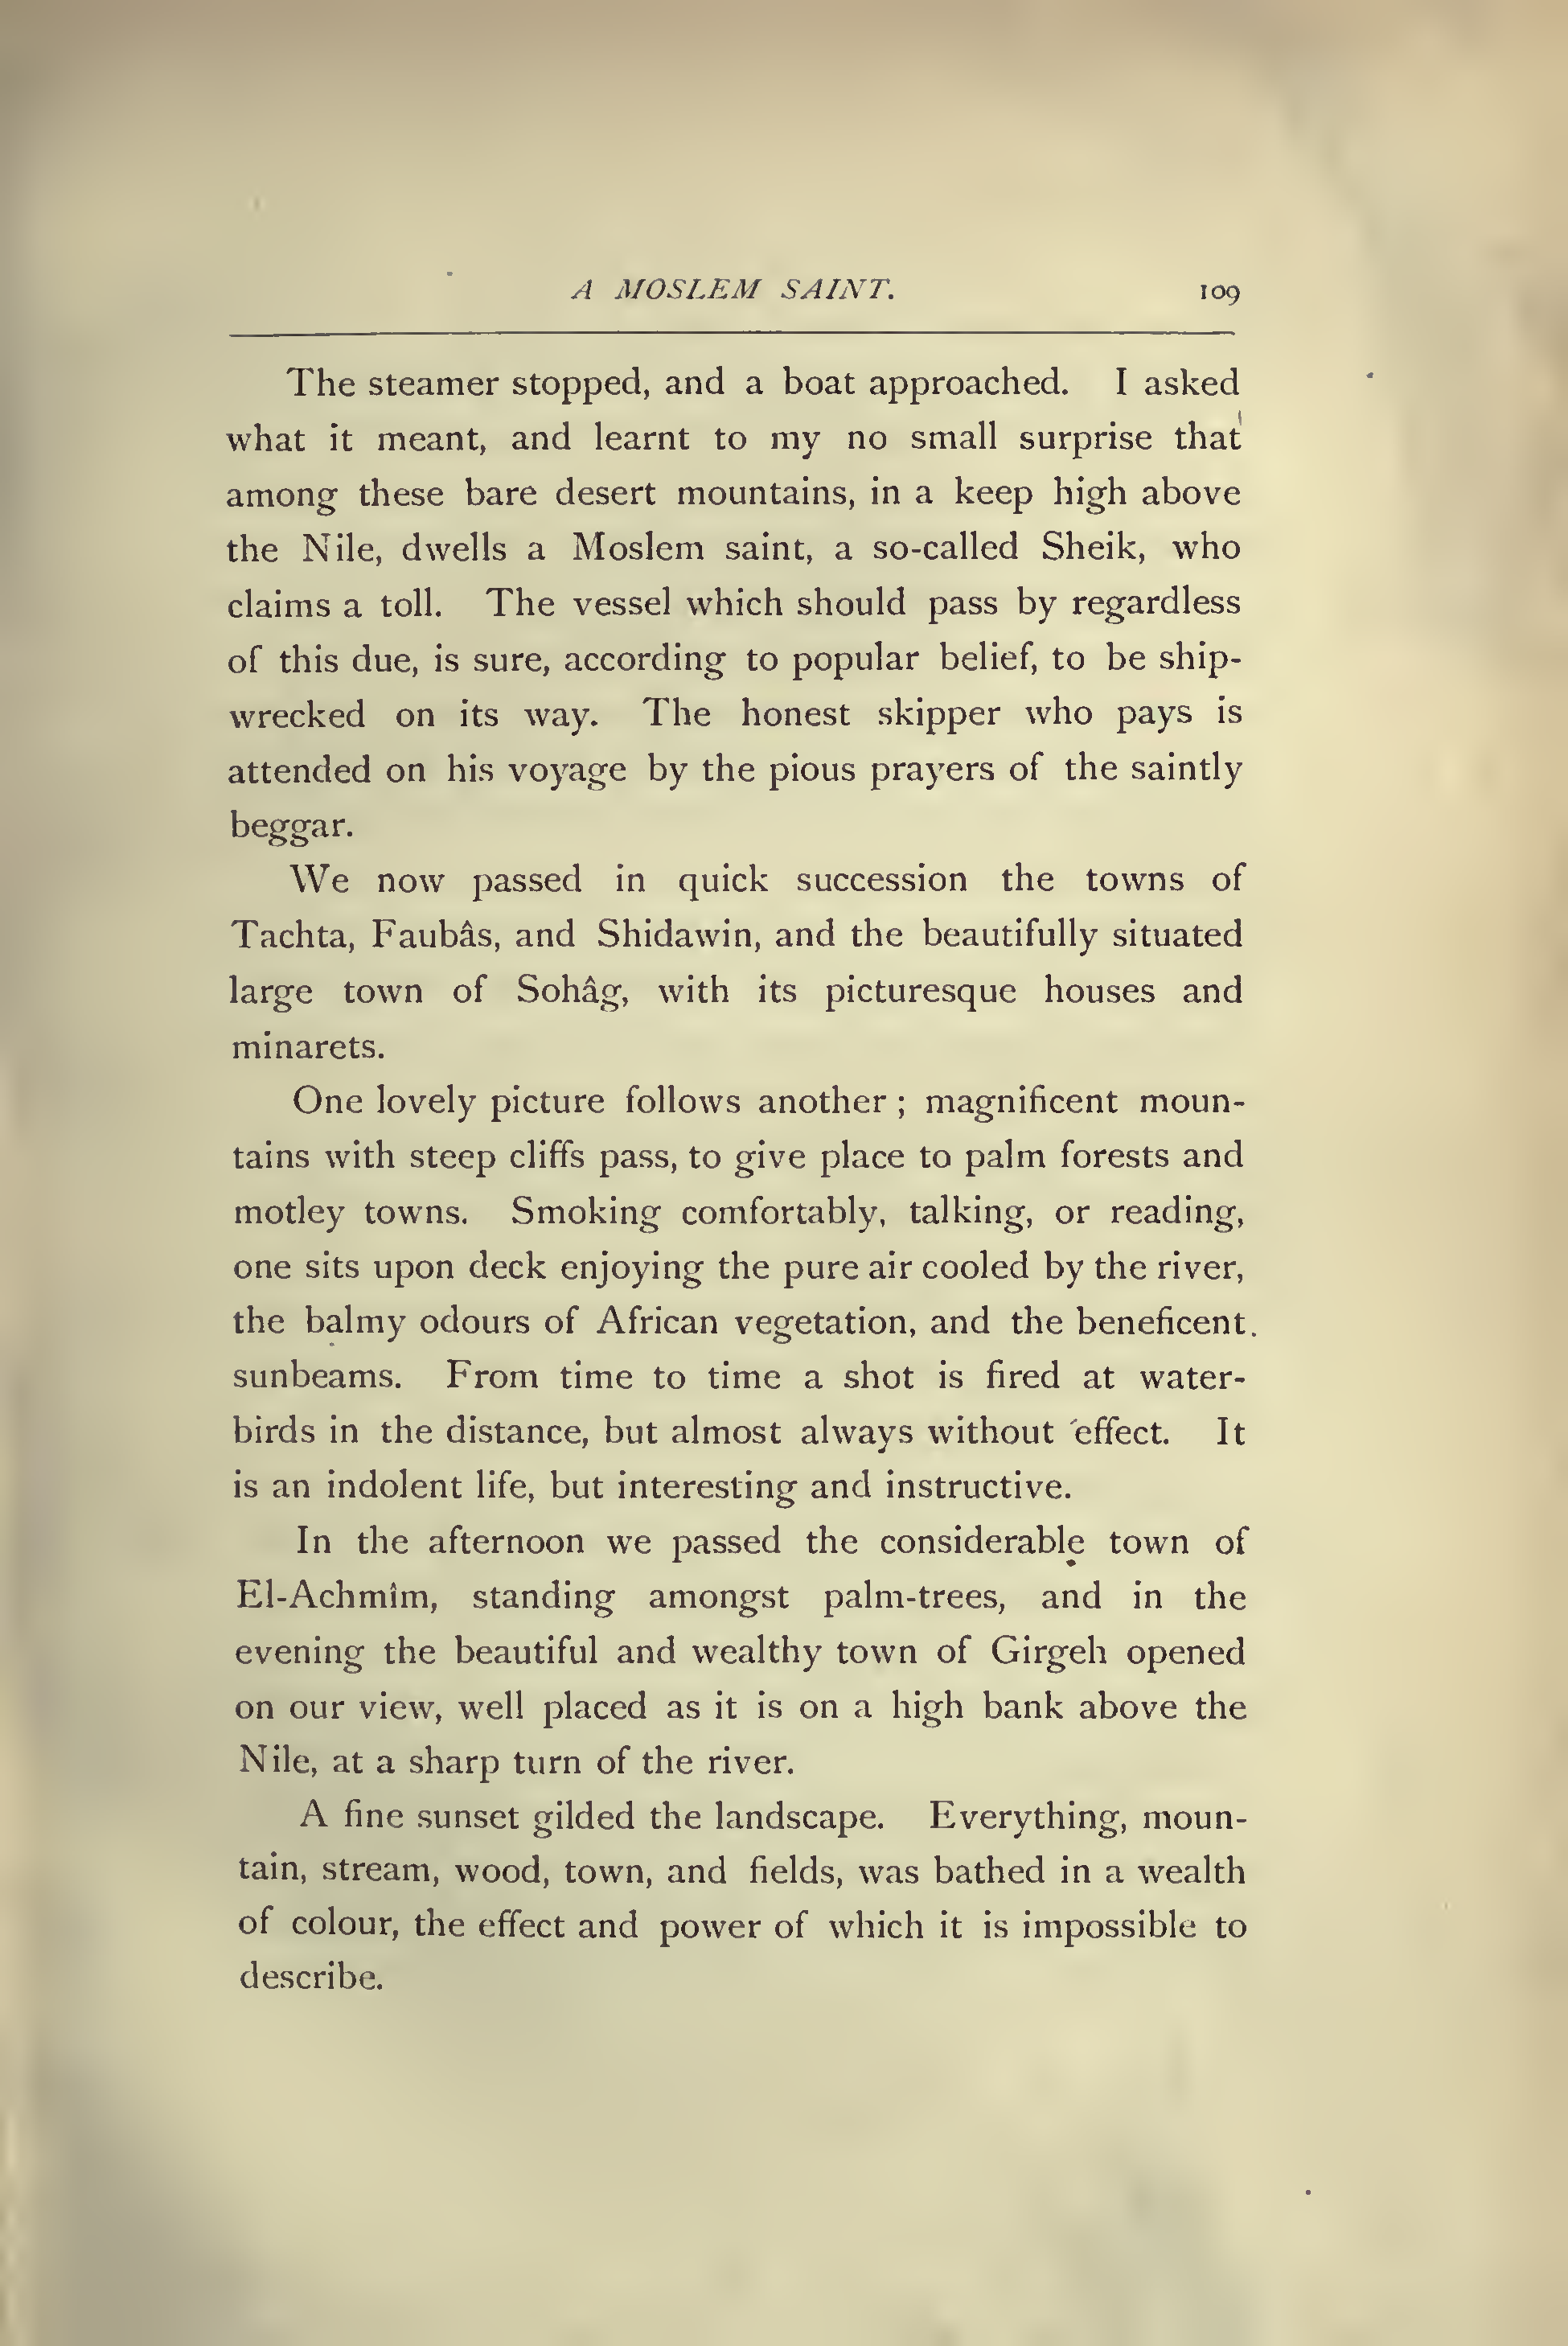 A MOSLEM SAINT. 109
The steamer stopped, and a boat approached. I asked
what it meant, and learnt to my no small surprise that
among these bare desert mountains, in a keep high above
the Nile, dwells a Moslem saint, a so-called Sheik, who
claims a toll. The vessel which should pass by regardless
of this due, is sure, according to popular belief, to be ship-
wrecked on its way. The honest skipper who pays is
attended on his voyage by the pious prayers of the saintly
beggar.
We now passed in quick succession the towns of
Tachta, Faubâs, and Shidawin, and the beautifully situated
large town of Sohâg, with its picturesque houses and
minarets.
One lovely picture follows another ; magnificent moun-
tains with steep cliffs pass, to give place to palm forests and
motley towns. Smoking comfortably, talking, or reading,
one sits upon deck enjoying the pure air cooled by the river,
the balmy odours of African vegetation, and the beneficent
sunbeams. From time to time a shot is fired at water-
birds in the distance, but almost always without effect. It
is an indolent life, but interesting and instructive.
In the afternoon we passed the considerable town of
El-Achmîm, standing amongst palm-trees, and in the
evening the beautiful and wealthy town of Girgeh opened
on our view, well placed as it is on a high bank above the
Nile, at a sharp turn of the river.
A fine sunset gilded the landscape. Everything, moun-
tain, stream, wood, town, and fields, was bathed in a wealth
of colour, the effect and power of which it is impossible to
describe.